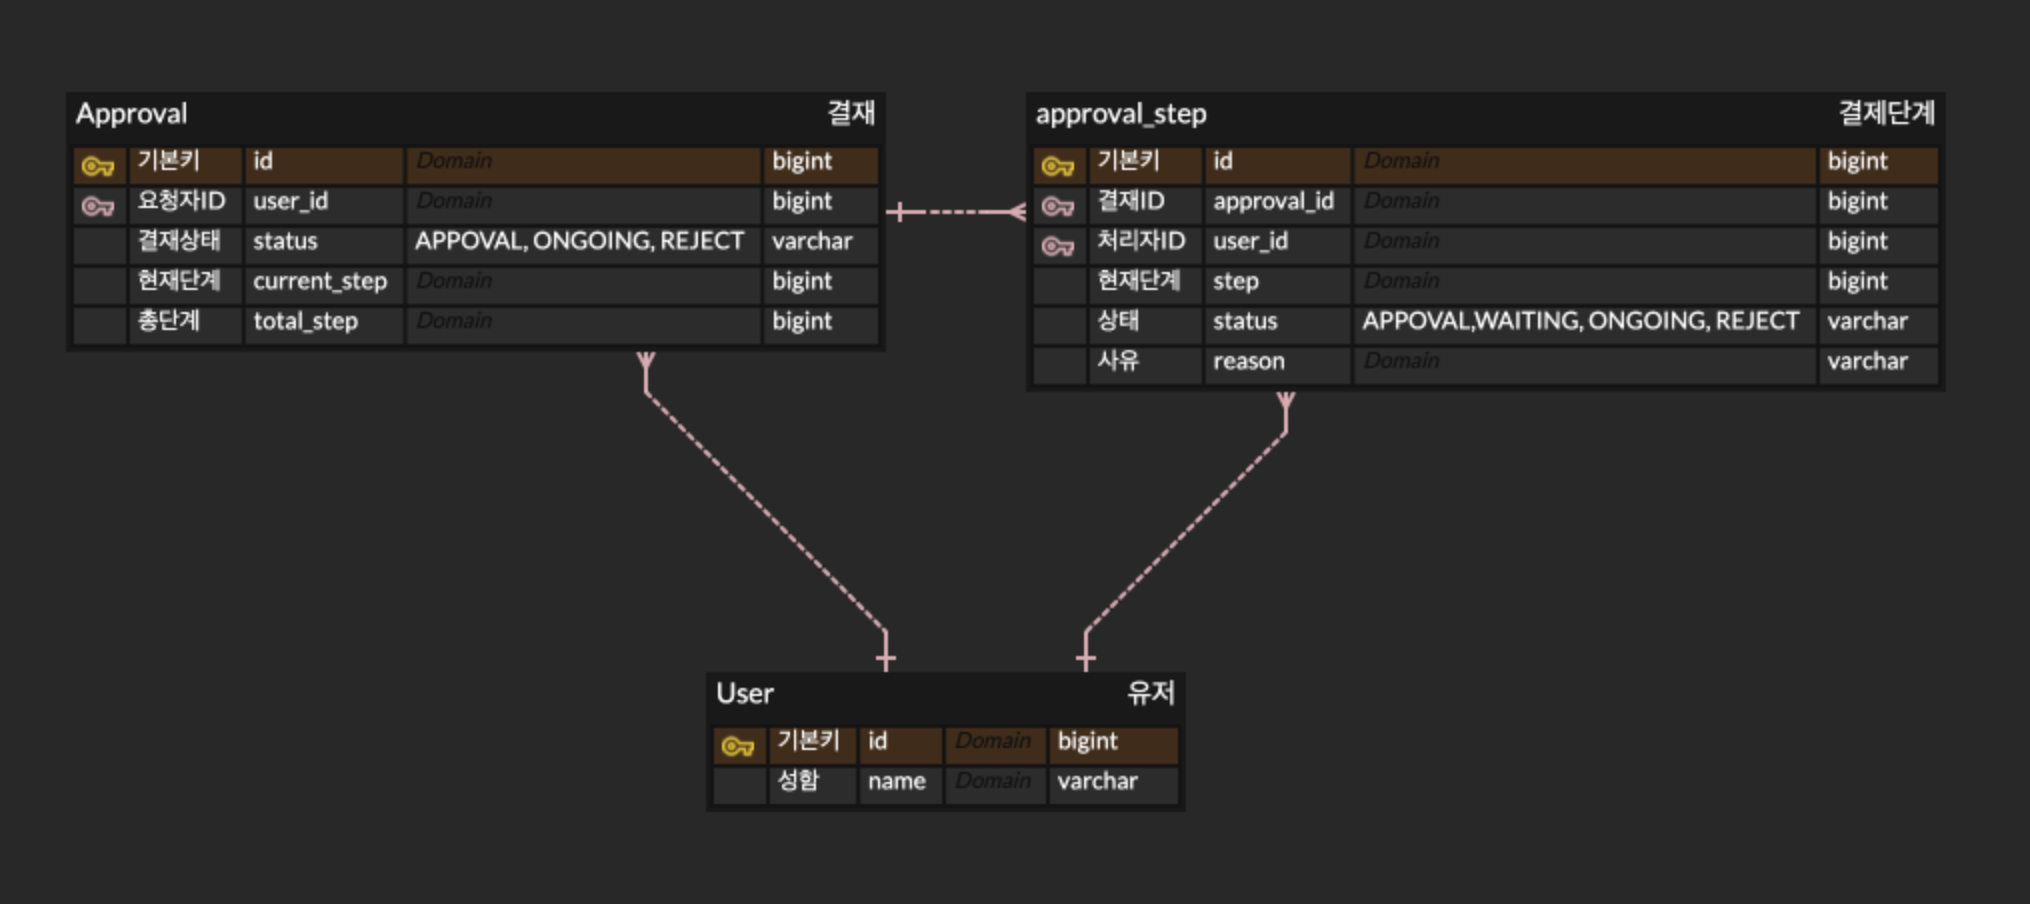 Approval 결재
기본키 id Domain bigint
요청자ID user_id Domain bigint
결재상태 status APPOVAL, ONGOING, REJECT varchar
현재단계 current_step Domain bigint
총단계 total_step Domain bigint
approval_step 결제단계
기본키 id Domain bigint
결재ID approval_id Domain bigint
처리자ID user_id Domain bigint
현재단계 step Domain bigint
상태 status APPOVAL,WAITING, ONGOING, REJECT varchar
사유 reason Domain varchar
User 유저
기본키 id Domain bigint
성함 name Domain varchar